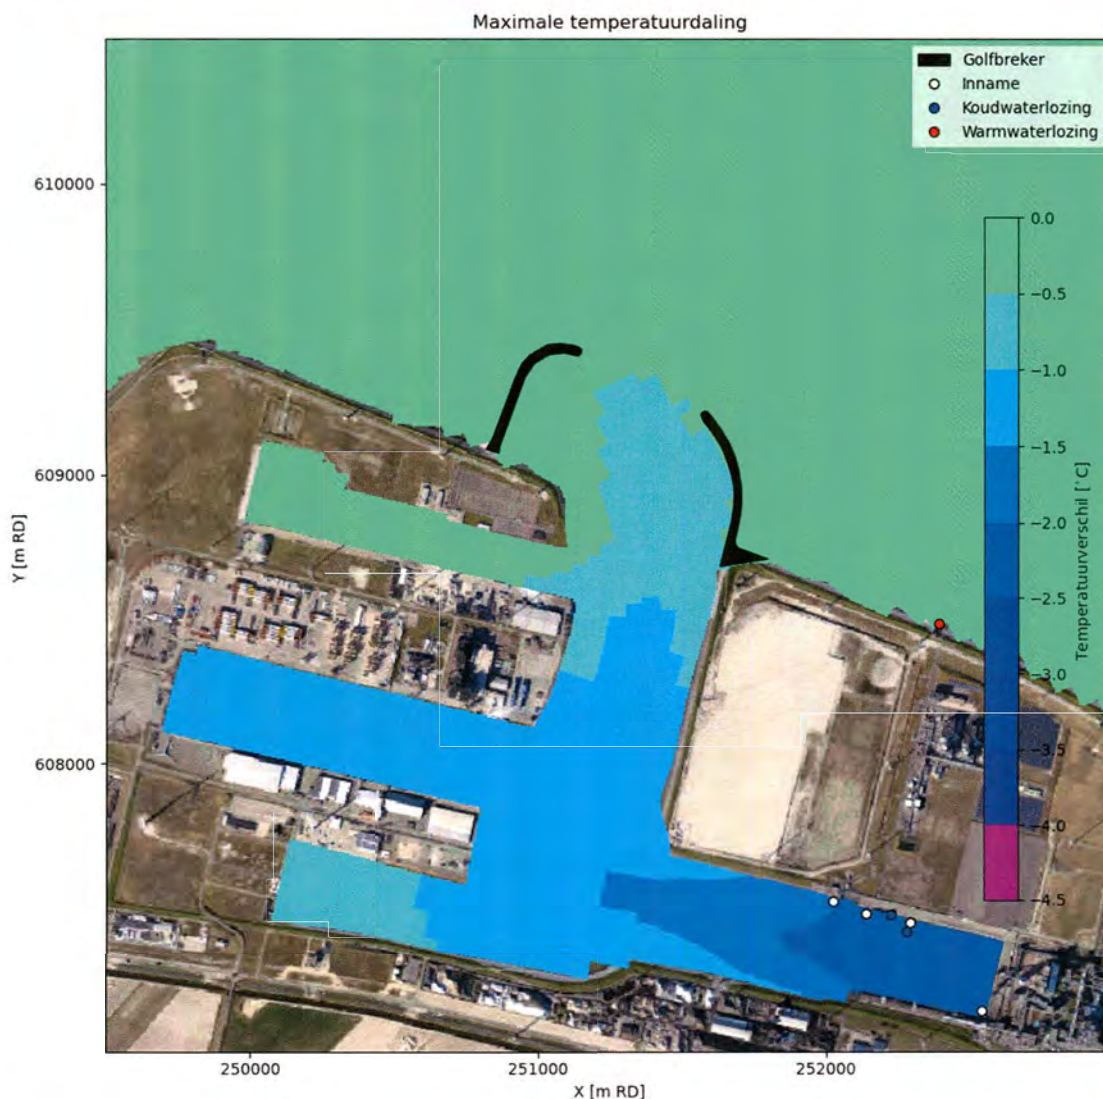 Maximale temperatuurdaling
Golfbreker
Inname
Koudwaterlozing
Warmwaterlozing
610000
609000
608000
Y [m RD]
0.0
−0.5
−1.0
−1.5
−2.0
−2.5
−3.0
−3.5
−4.0
−4.5
Temperatuurverschil [°C]
250000
251000
252000
X [m RD]